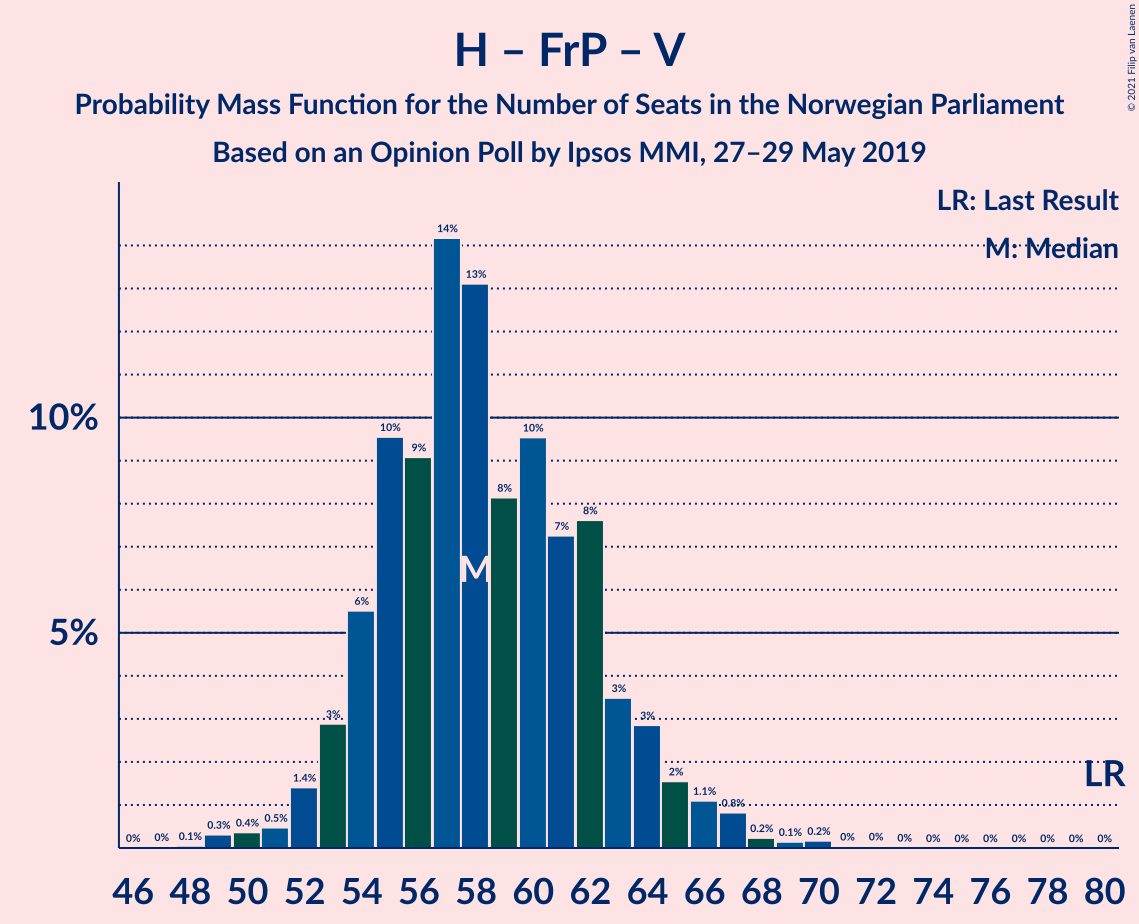 H – FrP – V
Probability Mass Function for the Number of Seats in the Norwegian Parliament
Based on an Opinion Poll by Ipsos MMI, 27–29 May 2019
© 2021 Filip van Laenen
LR: Last Result
M: Median
10%
5%
0% 0% 0.1% 0.3% 0.4% 0.5% 1.4% 3% 6% 10% 9% 14% 13% 8% 10% 7% 8% 3% 3% 2% 1.1% 0.8% 0.2% 0.1% 0.2% 0% 0% 0% 0% 0% 0% 0% 0% 0% 0%
M
LR
46 48 50 52 54 56 58 60 62 64 66 68 70 72 74 76 78 80